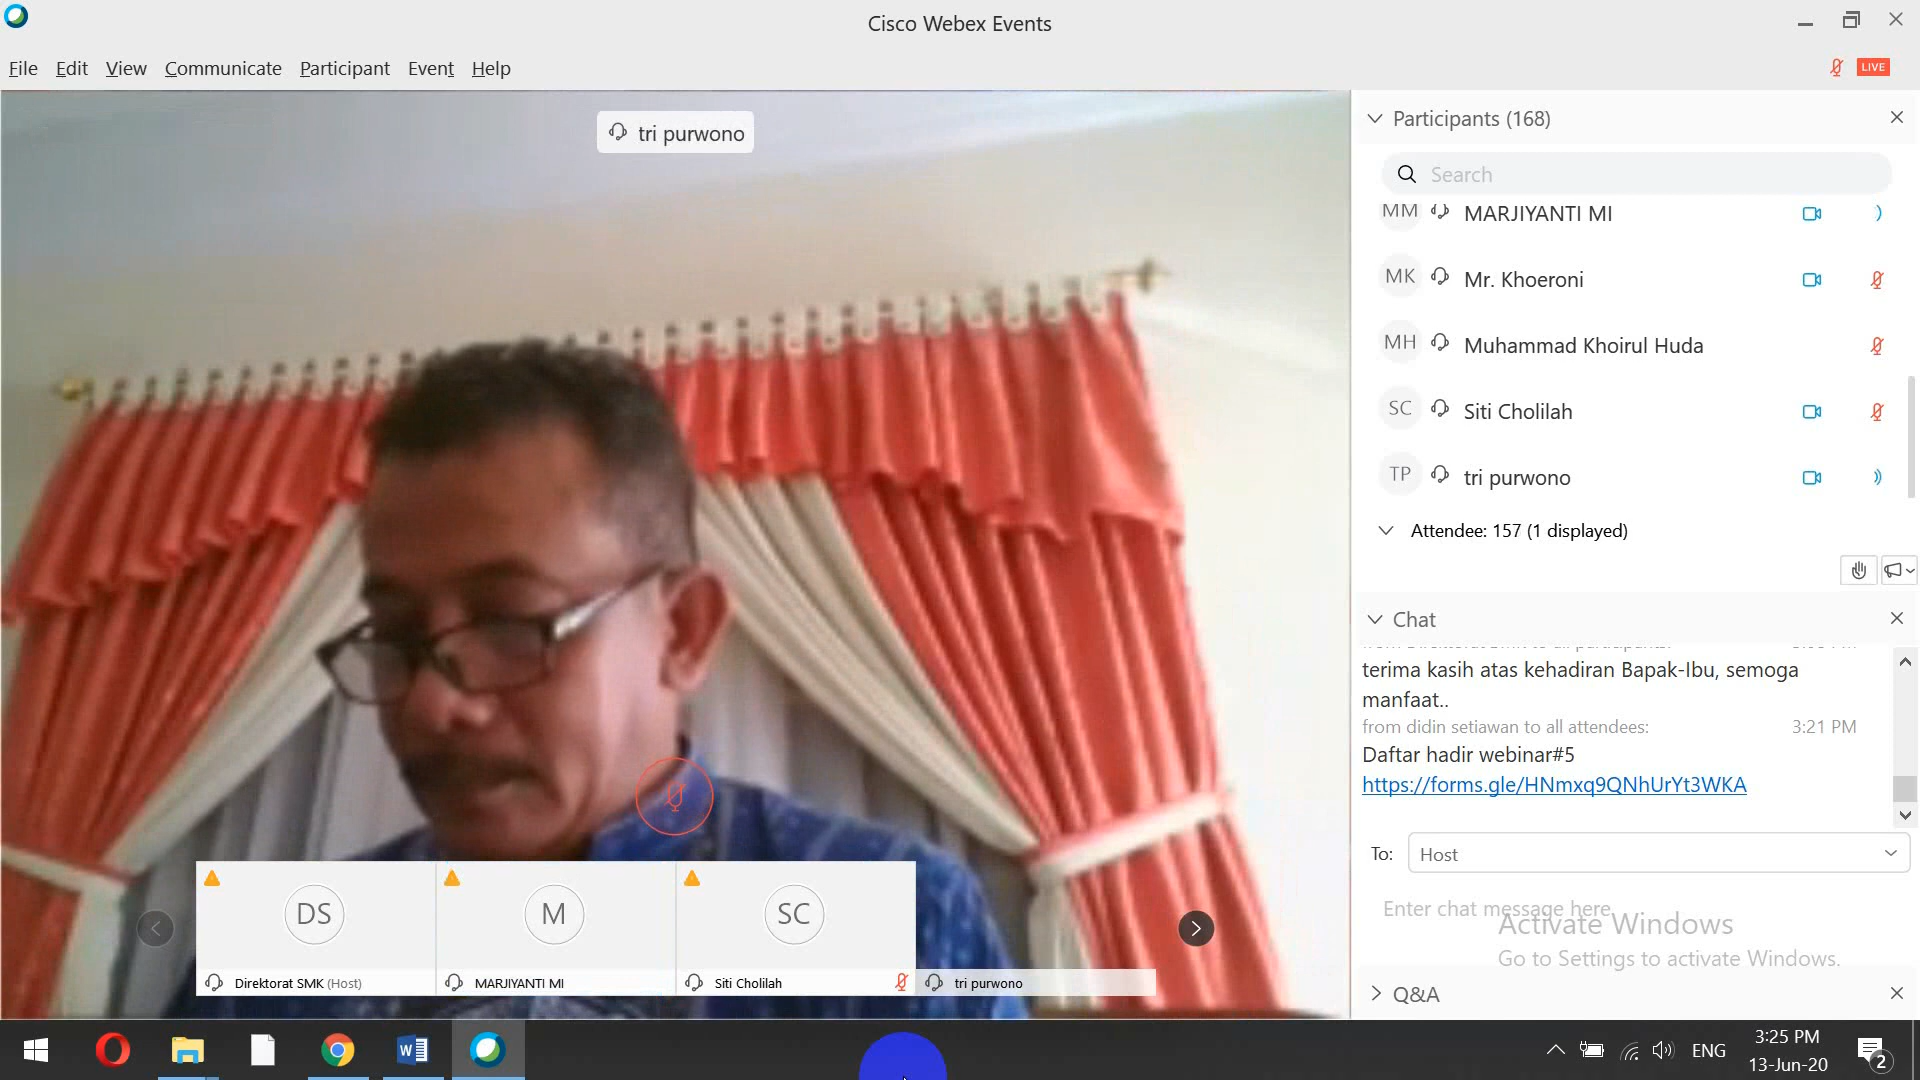 Cisco Webex Events
File Edit View Communicate Participant Event Help
LIVE
tri purwono
Participants (168)
Search
MM MARJIYANTI MI
MK Mr. Khoeroni
MH Muhammad Khoirul Huda
SC Siti Cholilah
TP tri purwono
Attendee: 157 (1 displayed)
Chat
terima kasih atas kehadiran Bapak-Ibu, semoga
manfaat..
from didin setiawan to all attendees: 3:21 PM
Daftar hadir webinar#5
https://forms.gle/HNmxq9QNhUrYt3WKA
To: Host
Enter chat message here
Activate Windows
Go to Settings to activate Windows.
Q&A
DS M SC
Direktorat SMK (Host) MARJIYANTI MI Siti Cholilah tri purwono
ENG
3:25 PM
13-Jun-20
2